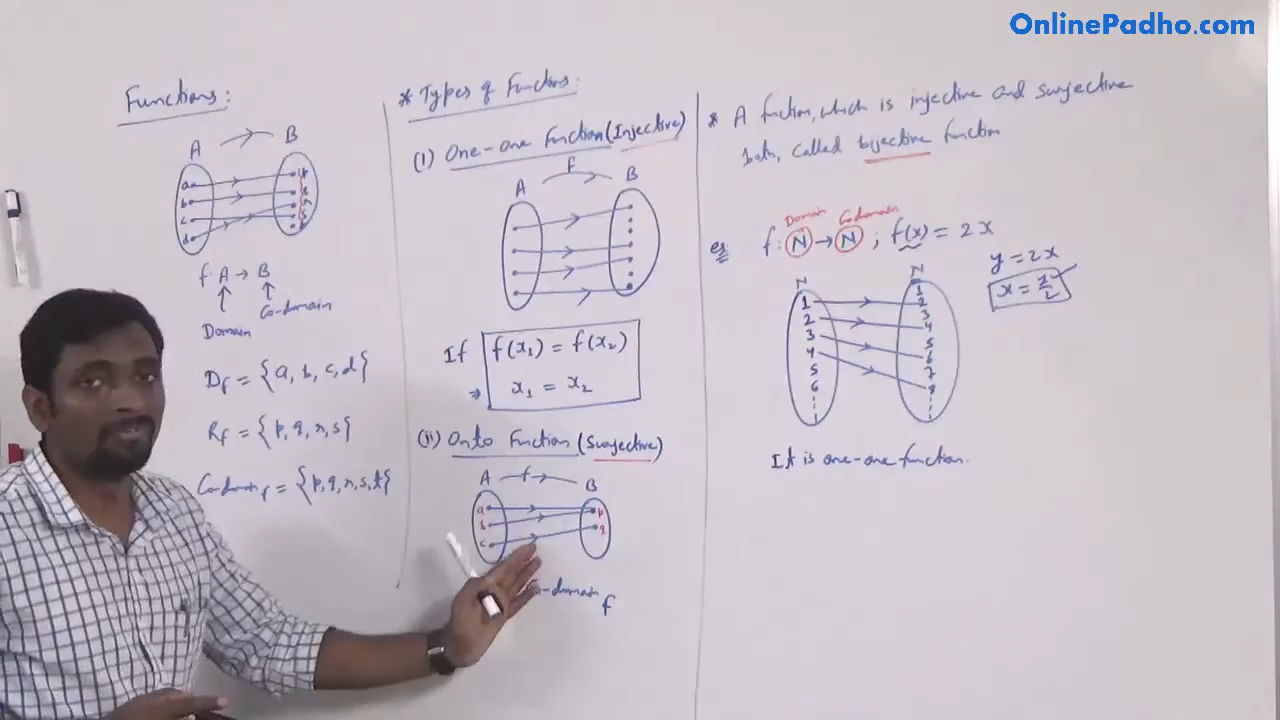 OnlinePadho.com
Functions:
A B
a
b
c
d
f A → B
Domain
Co-domain
Df = {a, b, c, d}
Rf = {p, q, r, s}
Co-domain f = {p, q, r, s, t}
* Types of Functions:
(i) One-one Function (Injective)
f
A B
If f(x₁) = f(x₂)
⇒ x₁ = x₂
(ii) Onto Function (Surjective)
A f B
a p
b
c q
Co-domain f
* A function, which is injective and surjective
both, called bijective function
Domain Co-domain
eg f: N → N ; f(x) = 2x
y = 2x
x = y/2
N N
1 1
2 2
3 3
4 4
5 5
6 6
7
8
It is one-one function.